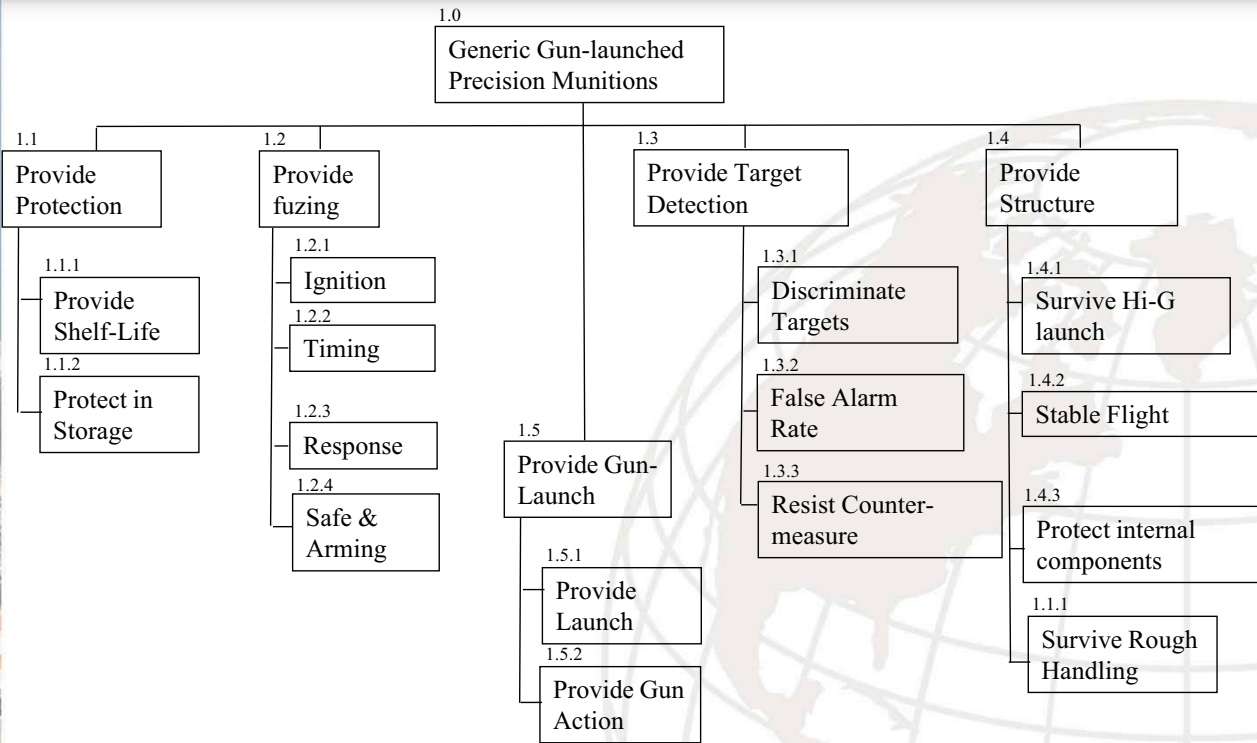 1.0
Generic Gun-launched
Precision Munitions
1.1
Provide
Protection
1.1.1
Provide
Shelf-Life
1.1.2
Protect in
Storage
1.2
Provide
fuzing
1.2.1
Ignition
1.2.2
Timing
1.2.3
Response
1.2.4
Safe &
Arming
1.5
Provide Gun-
Launch
1.5.1
Provide
Launch
1.5.2
Provide Gun
Action
1.3
Provide Target
Detection
1.3.1
Discriminate
Targets
1.3.2
False Alarm
Rate
1.3.3
Resist Counter-
measure
1.4
Provide
Structure
1.4.1
Survive Hi-G
launch
1.4.2
Stable Flight
1.4.3
Protect internal
components
1.1.1
Survive Rough
Handling